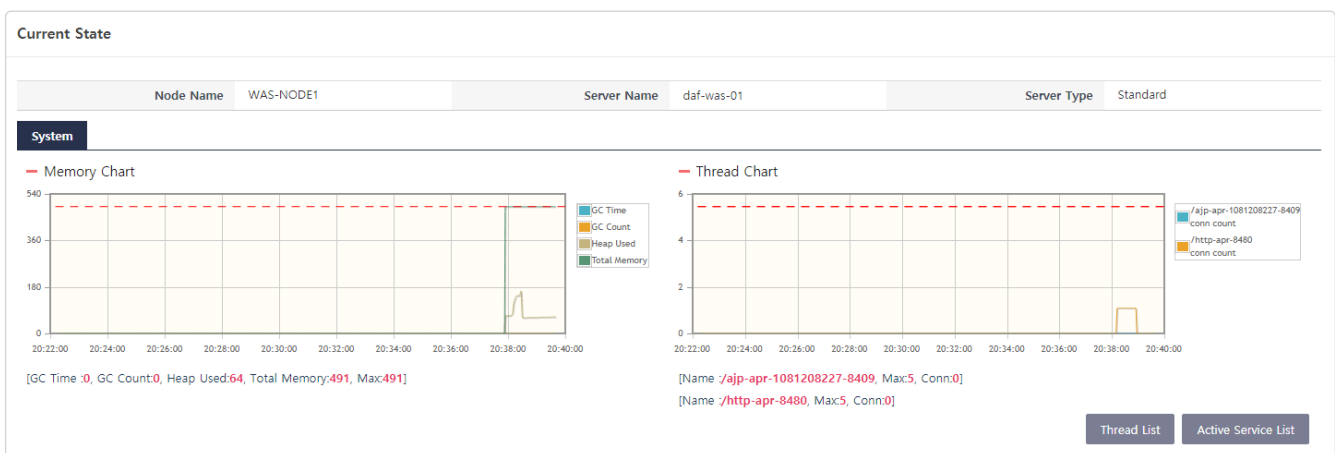 Current State
Node Name WAS-NODE1 Server Name daf-was-01 Server Type Standard
System
Memory Chart
540
360
180
0
20:22:00 20:24:00 20:26:00 20:28:00 20:30:00 20:32:00 20:34:00 20:36:00 20:38:00 20:40:00
GC Time
GC Count
Heap Used
Total Memory
[GC Time :0, GC Count:0, Heap Used:64, Total Memory:491, Max:491]
Thread Chart
6
4
2
0
20:22:00 20:24:00 20:26:00 20:28:00 20:30:00 20:32:00 20:34:00 20:36:00 20:38:00 20:40:00
/ajp-apr-1081208227-8409
conn count
/http-apr-8480
conn count
[Name :/ajp-apr-1081208227-8409, Max:5, Conn:0]
[Name :/http-apr-8480, Max:5, Conn:0]
Thread List Active Service List